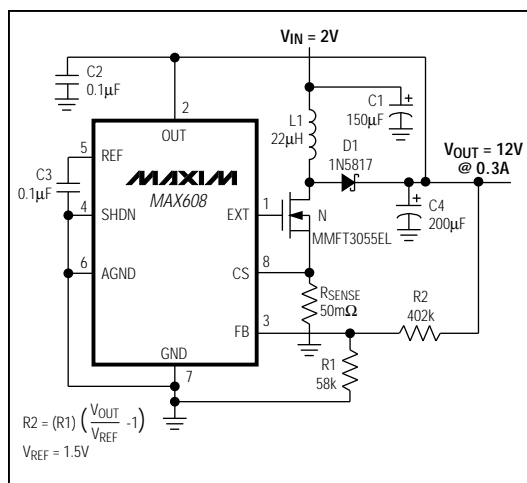 VIN = 2V
C2
0.1µF
C1
150µF
2
OUT
L1
22µH
D1
1N5817
VOUT = 12V
@ 0.3A
5
REF
MAXIM
MAX608
C3
0.1µF
4
SHDN
EXT
1
N
MMFT3055EL
C4
200µF
6
AGND
CS
8
RSENSE
50mΩ
R2
402k
FB
3
GND
7
R1
58k
R2 = (R1) (VOUT/VREF -1)
VREF = 1.5V